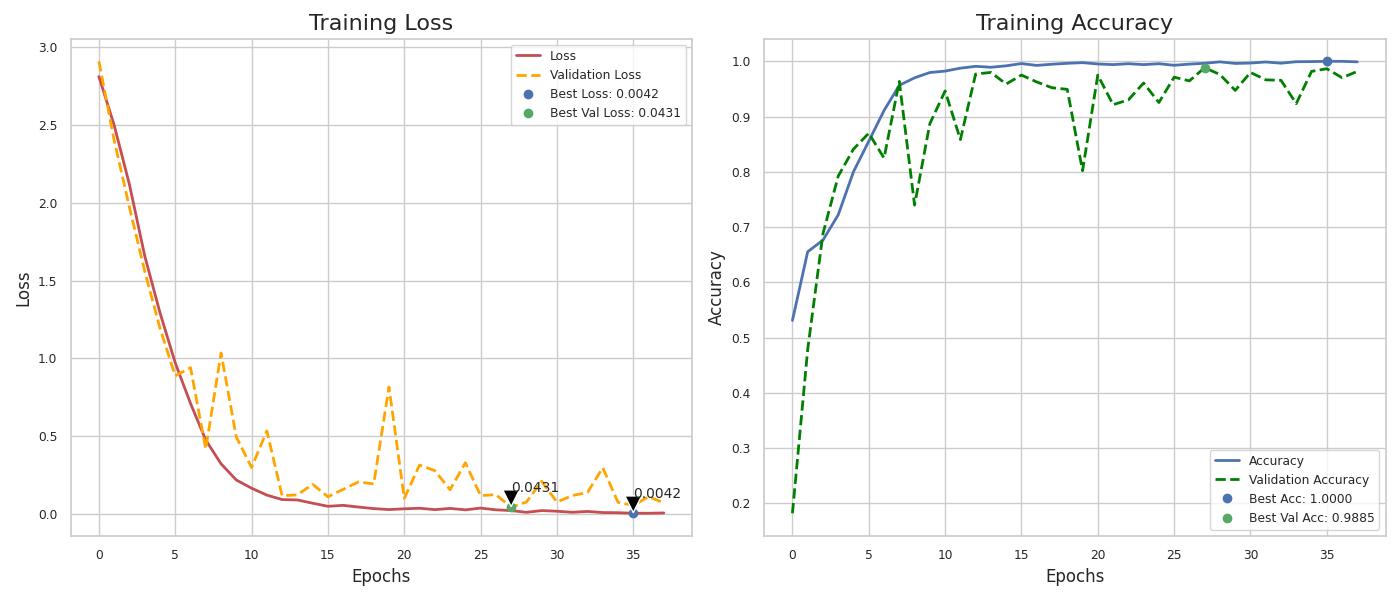 Training Loss
3.0
2.5
2.0
1.5
1.0
0.5
0.0
Loss
Loss
Validation Loss
Best Loss: 0.0042
Best Val Loss: 0.0431
0.0431
0.0042
0 5 10 15 20 25 30 35
Epochs
Training Accuracy
1.0
0.9
0.8
0.7
0.6
0.5
0.4
0.3
0.2
Accuracy
Accuracy
Validation Accuracy
Best Acc: 1.0000
Best Val Acc: 0.9885
0 5 10 15 20 25 30 35
Epochs